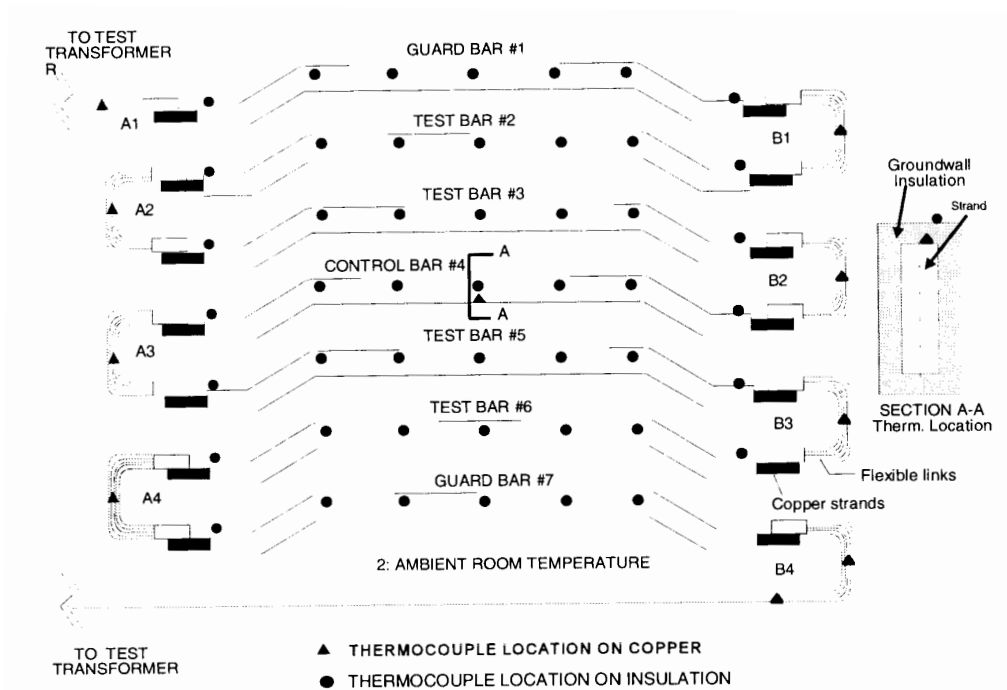 TO TEST
TRANSFORMER
R
GUARD BAR #1
A1
B1
TEST BAR #2
Groundwall
Insulation
Strand
A2
TEST BAR #3
CONTROL BAR #4
A
A
B2
A3
TEST BAR #5
TEST BAR #6
B3
SECTION A-A
Therm. Location
GUARD BAR #7
A4
Flexible links
Copper strands
2: AMBIENT ROOM TEMPERATURE
B4
TO TEST
TRANSFORMER
THERMOCOUPLE LOCATION ON COPPER
THERMOCOUPLE LOCATION ON INSULATION